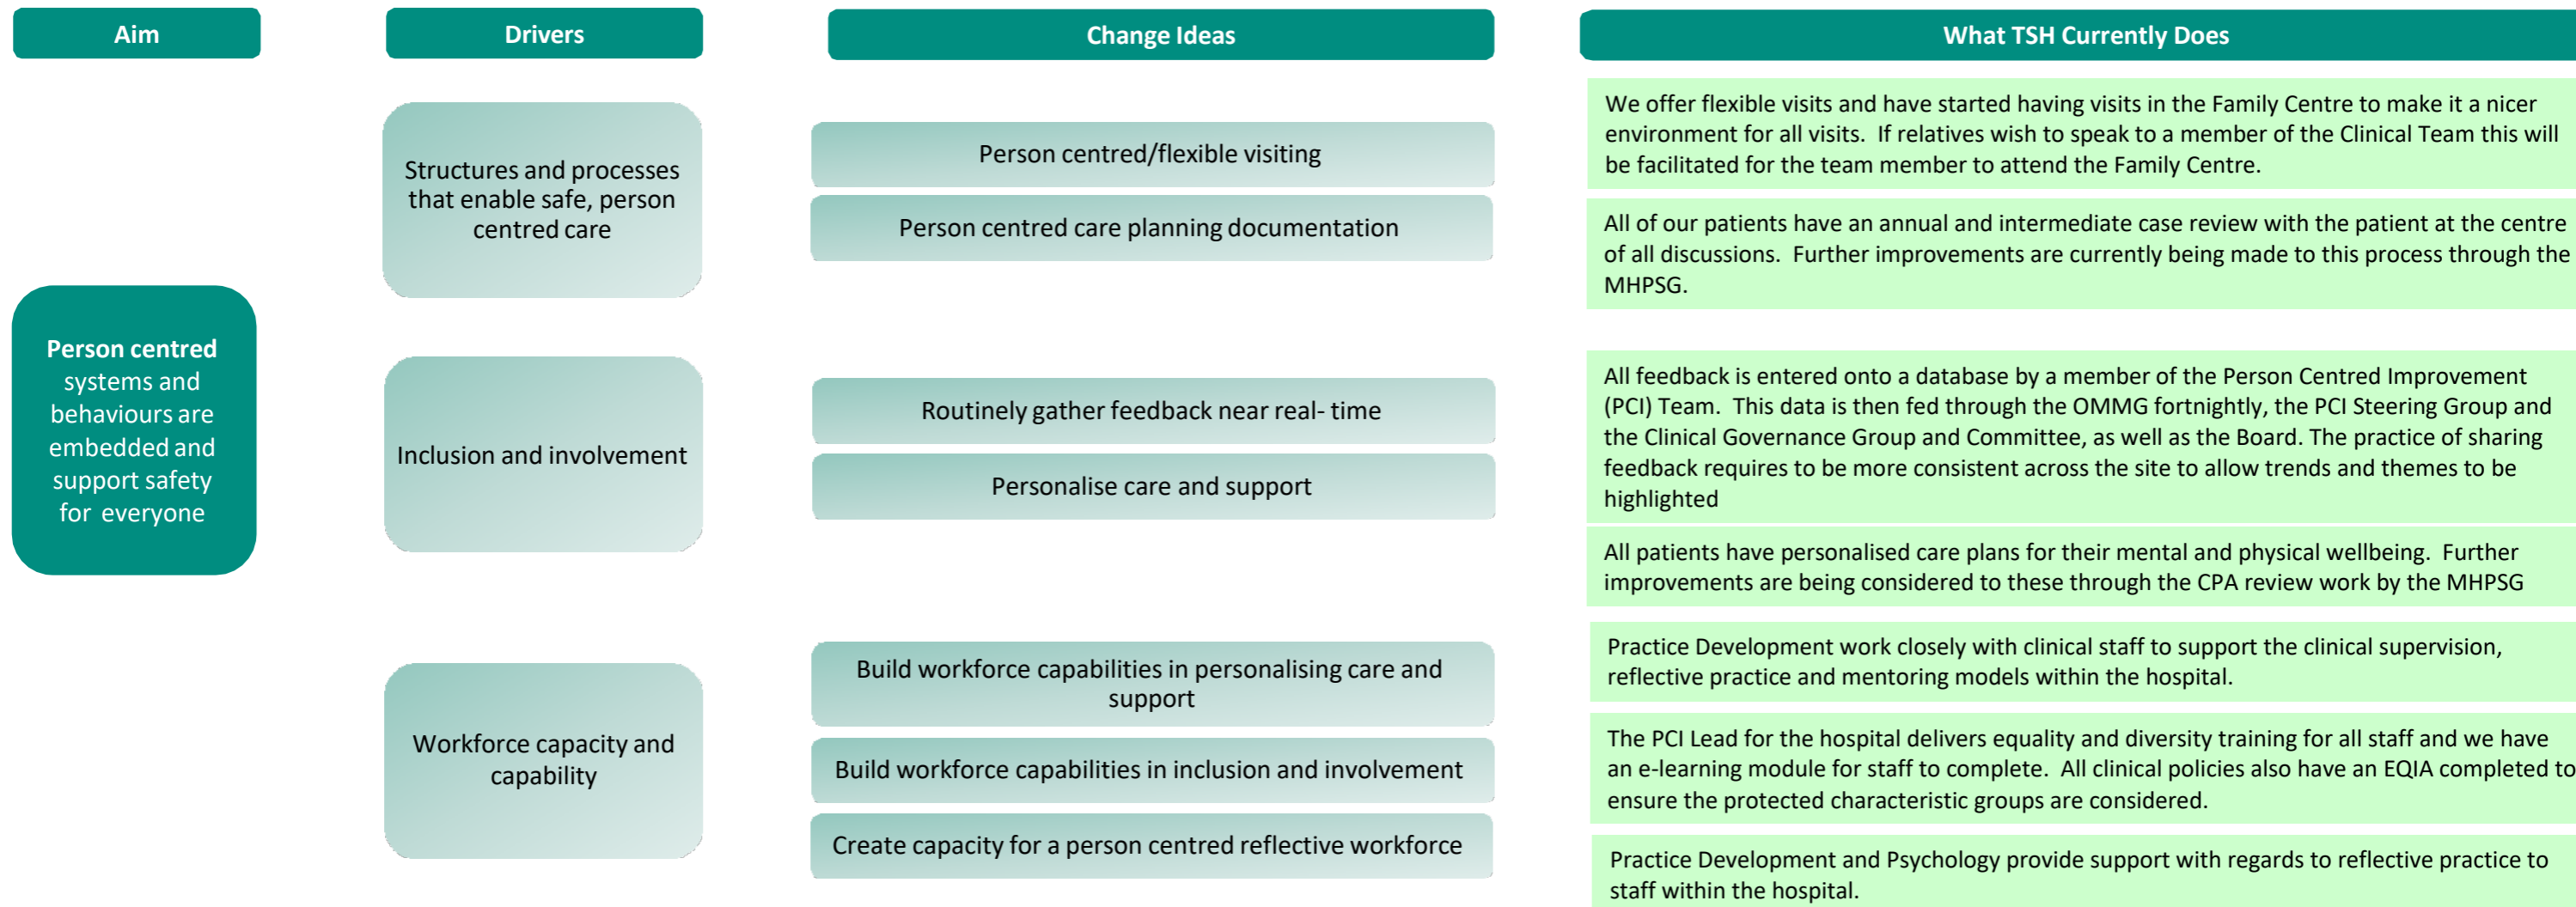 Aim
Drivers
Change Ideas
What TSH Currently Does
Person centred
systems and
behaviours are
embedded and
support safety
for everyone
Structures and processes
that enable safe, person
centred care
Person centred/flexible visiting
Person centred care planning documentation
We offer flexible visits and have started having visits in the Family Centre to make it a nicer
environment for all visits. If relatives wish to speak to a member of the Clinical Team this will
be facilitated for the team member to attend the Family Centre.
All of our patients have an annual and intermediate case review with the patient at the centre
of all discussions. Further improvements are currently being made to this process through the
MHPSG.
Inclusion and involvement
Routinely gather feedback near real- time
Personalise care and support
All feedback is entered onto a database by a member of the Person Centred Improvement
(PCI) Team. This data is then fed through the OMMG fortnightly, the PCI Steering Group and
the Clinical Governance Group and Committee, as well as the Board. The practice of sharing
feedback requires to be more consistent across the site to allow trends and themes to be
highlighted
All patients have personalised care plans for their mental and physical wellbeing. Further
improvements are being considered to these through the CPA review work by the MHPSG
Workforce capacity and
capability
Build workforce capabilities in personalising care and
support
Build workforce capabilities in inclusion and involvement
Create capacity for a person centred reflective workforce
Practice Development work closely with clinical staff to support the clinical supervision,
reflective practice and mentoring models within the hospital.
The PCI Lead for the hospital delivers equality and diversity training for all staff and we have
an e-learning module for staff to complete. All clinical policies also have an EQIA completed to
ensure the protected characteristic groups are considered.
Practice Development and Psychology provide support with regards to reflective practice to
staff within the hospital.